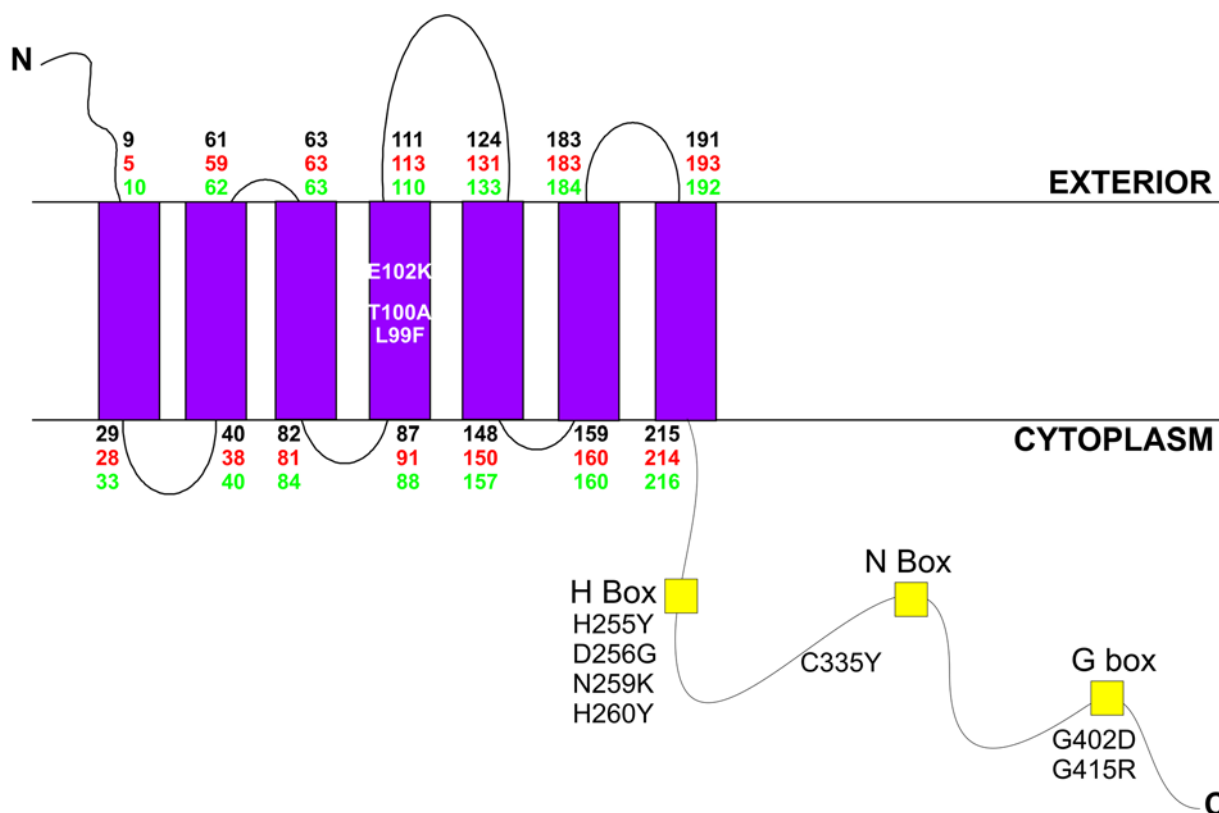 N
9 61 63 111 124 183 191
5 59 63 113 131 183 193
10 62 63 110 133 184 192
EXTERIOR
E102K
T100A
L99F
29 40 82 87 148 159 215
CYTOPLASM
28 38 81 91 150 160 214
33 40 84 88 157 160 216
N Box
H Box
H255Y
D256G
N259K
H260Y
C335Y
G box
G402D
G415R
C